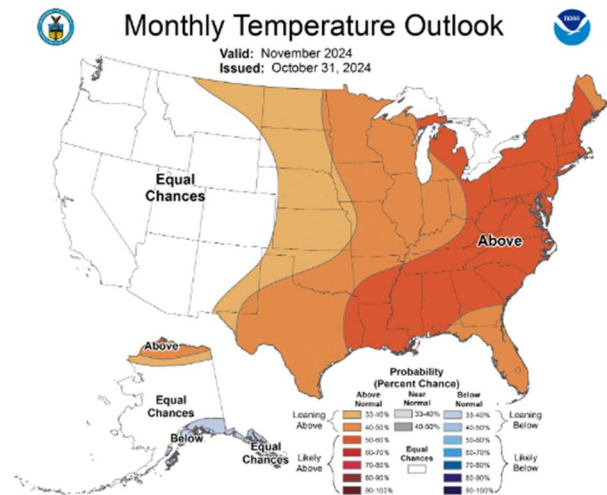 Monthly Temperature Outlook
Valid: November 2024
Issued: October 31, 2024
NOAA
Equal
Chances
Above
Above
Equal
Chances
Below
Equal
Chances
Probability
(Percent Chance)
Above
Normal
Near
Normal
Below
Normal
Leaning
Above
33-40%
40-50%
33-40%
40-50%
33-40%
40-50%
Leaning
Below
Likely
Above
50-60%
60-70%
70-80%
80-90%
90-100%
Equal
Chances
50-60%
60-70%
70-80%
80-90%
90-100%
Likely
Below